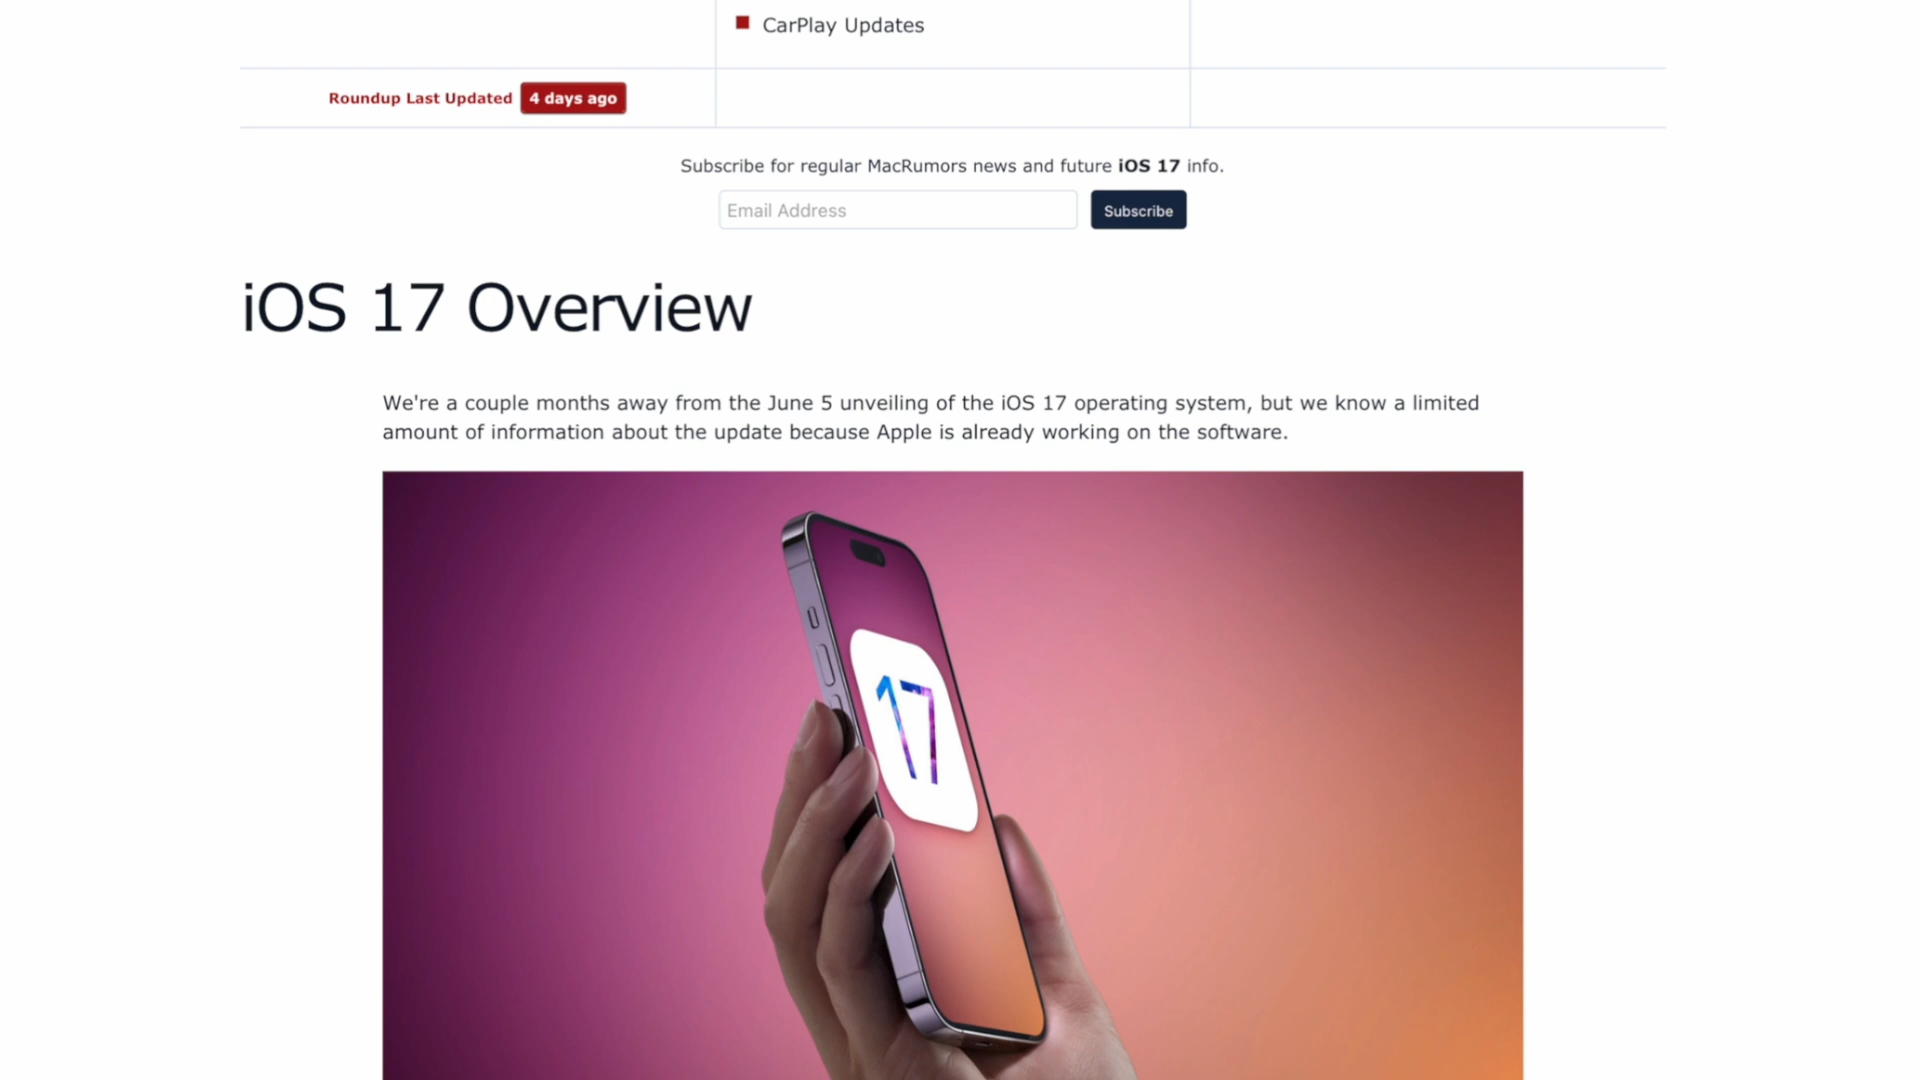 CarPlay Updates
Roundup Last Updated 4 days ago
Subscribe for regular MacRumors news and future iOS 17 info.
Email Address
Subscribe
iOS 17 Overview
We're a couple months away from the June 5 unveiling of the iOS 17 operating system, but we know a limited
amount of information about the update because Apple is already working on the software.
17